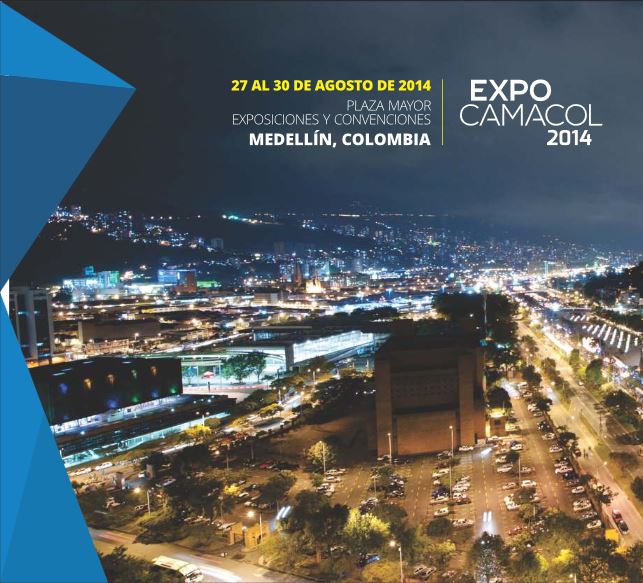 27 AL 30 DE AGOSTO DE 2014
PLAZA MAYOR
EXPOSICIONES Y CONVENCIONES
MEDELLÍN, COLOMBIA
EXPO
CAMACOL
2014